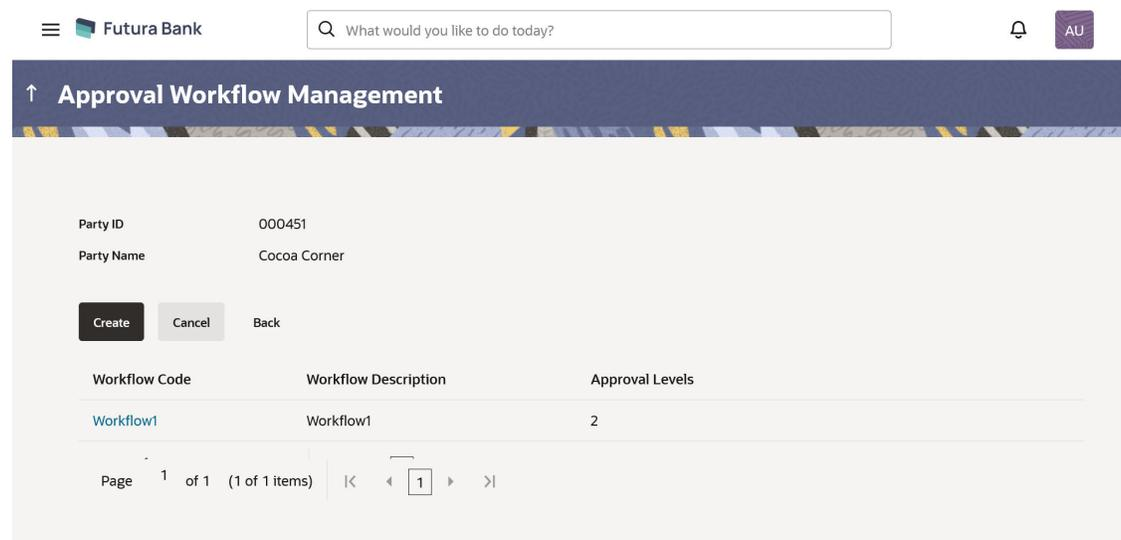 Futura Bank
What would you like to do today?
AU
Approval Workflow Management
Party ID 000451
Party Name Cocoa Corner
Create Cancel Back
Workflow Code Workflow Description Approval Levels
Workflow1 Workflow1 2
Page 1 of 1 (1 of 1 items) 1